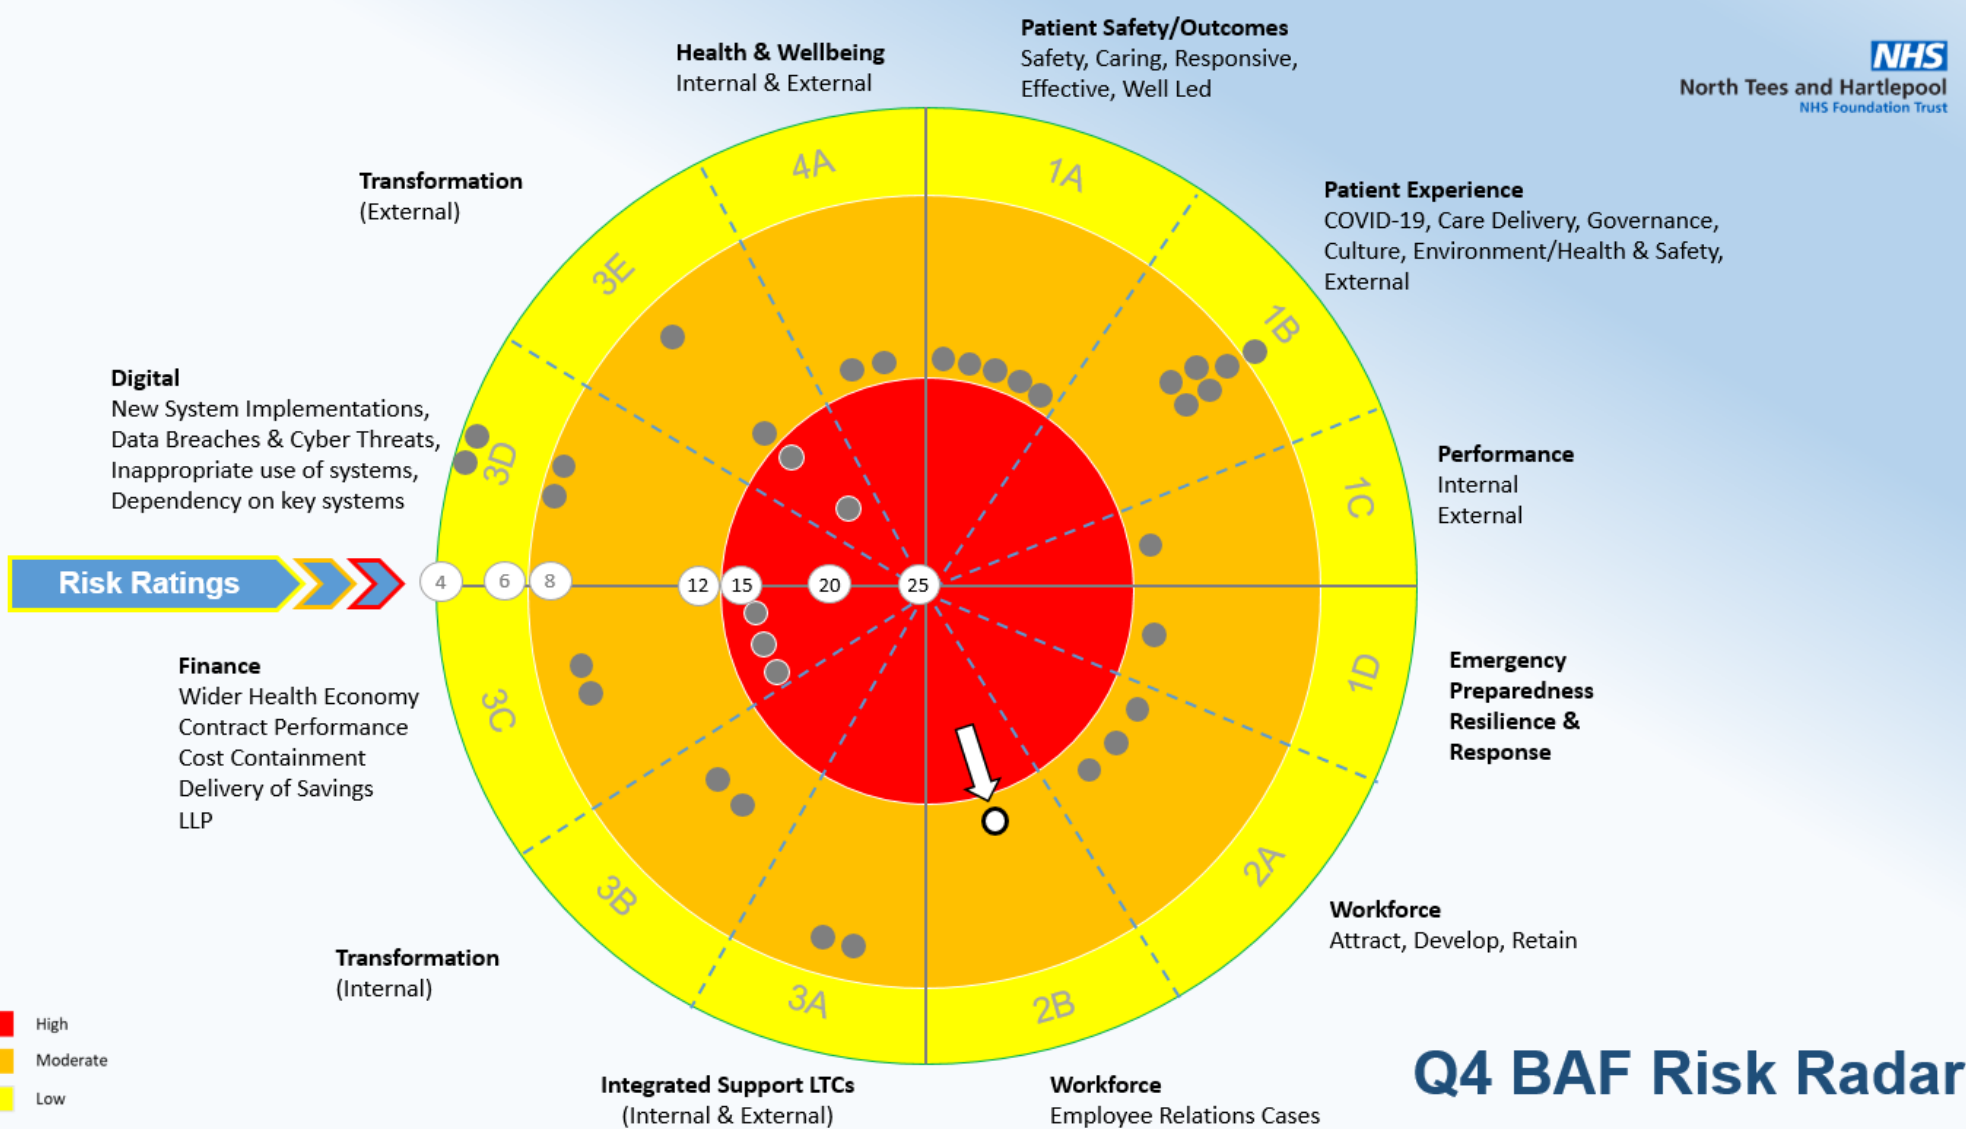 Patient Safety/Outcomes
Safety, Caring, Responsive,
Effective, Well Led
Health & Wellbeing
Internal & External
NHS
North Tees and Hartlepool
NHS Foundation Trust
Transformation
(External)
Patient Experience
COVID-19, Care Delivery, Governance,
Culture, Environment/Health & Safety,
External
4A
1A
3E
1B
Digital
New System Implementations,
Data Breaches & Cyber Threats,
Inappropriate use of systems,
Dependency on key systems
3D
1C
Performance
Internal
External
Risk Ratings
4
6
8
12
15
20
25
Finance
Wider Health Economy
Contract Performance
Cost Containment
Delivery of Savings
LLP
3C
1D
Emergency
Preparedness
Resilience &
Response
3B
2A
Workforce
Attract, Develop, Retain
Transformation
(Internal)
3A
2B
High
Moderate
Low
Integrated Support LTCs
(Internal & External)
Workforce
Employee Relations Cases
Q4 BAF Risk Radar